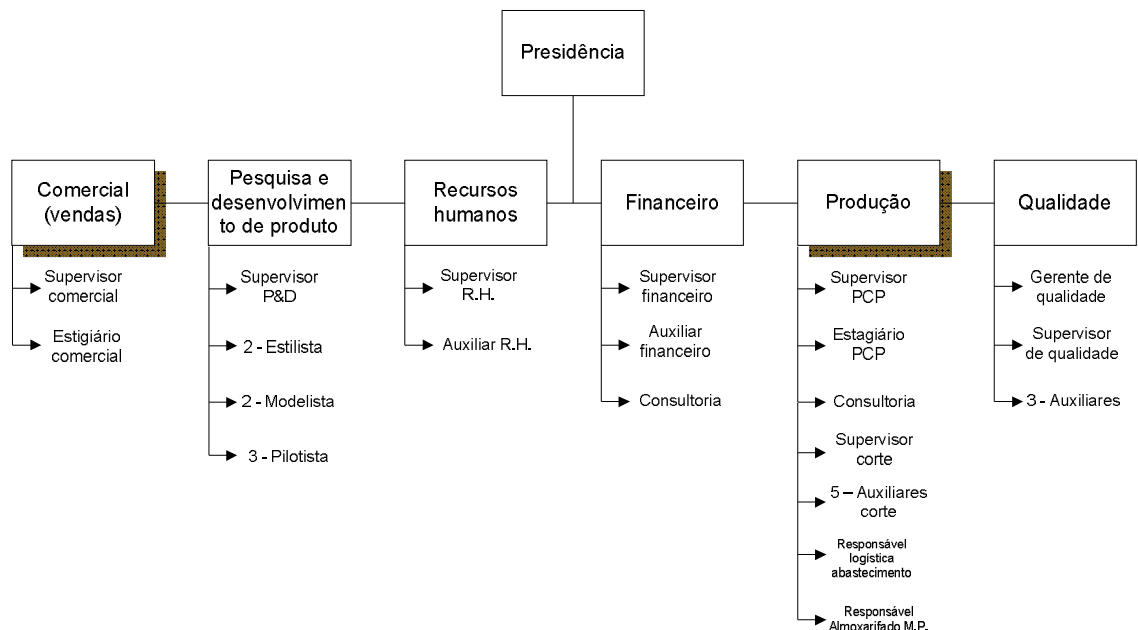 Presidência
Comercial
(vendas)
Pesquisa e
desenvolvimen
to de produto
Recursos
humanos
Financeiro
Produção
Qualidade
Supervisor
comercial
Estigiário
comercial
Supervisor
P&D
2 - Estilista
2 - Modelista
3 - Pilotista
Supervisor
R.H.
Auxiliar R.H.
Supervisor
financeiro
Auxiliar
financeiro
Consultoria
Supervisor
PCP
Estagiário
PCP
Consultoria
Supervisor
corte
5 – Auxiliares
corte
Responsável
logística
abastecimento
Responsável
Almoxarifado M.P.
Gerente de
qualidade
Supervisor
de qualidade
3 - Auxiliares